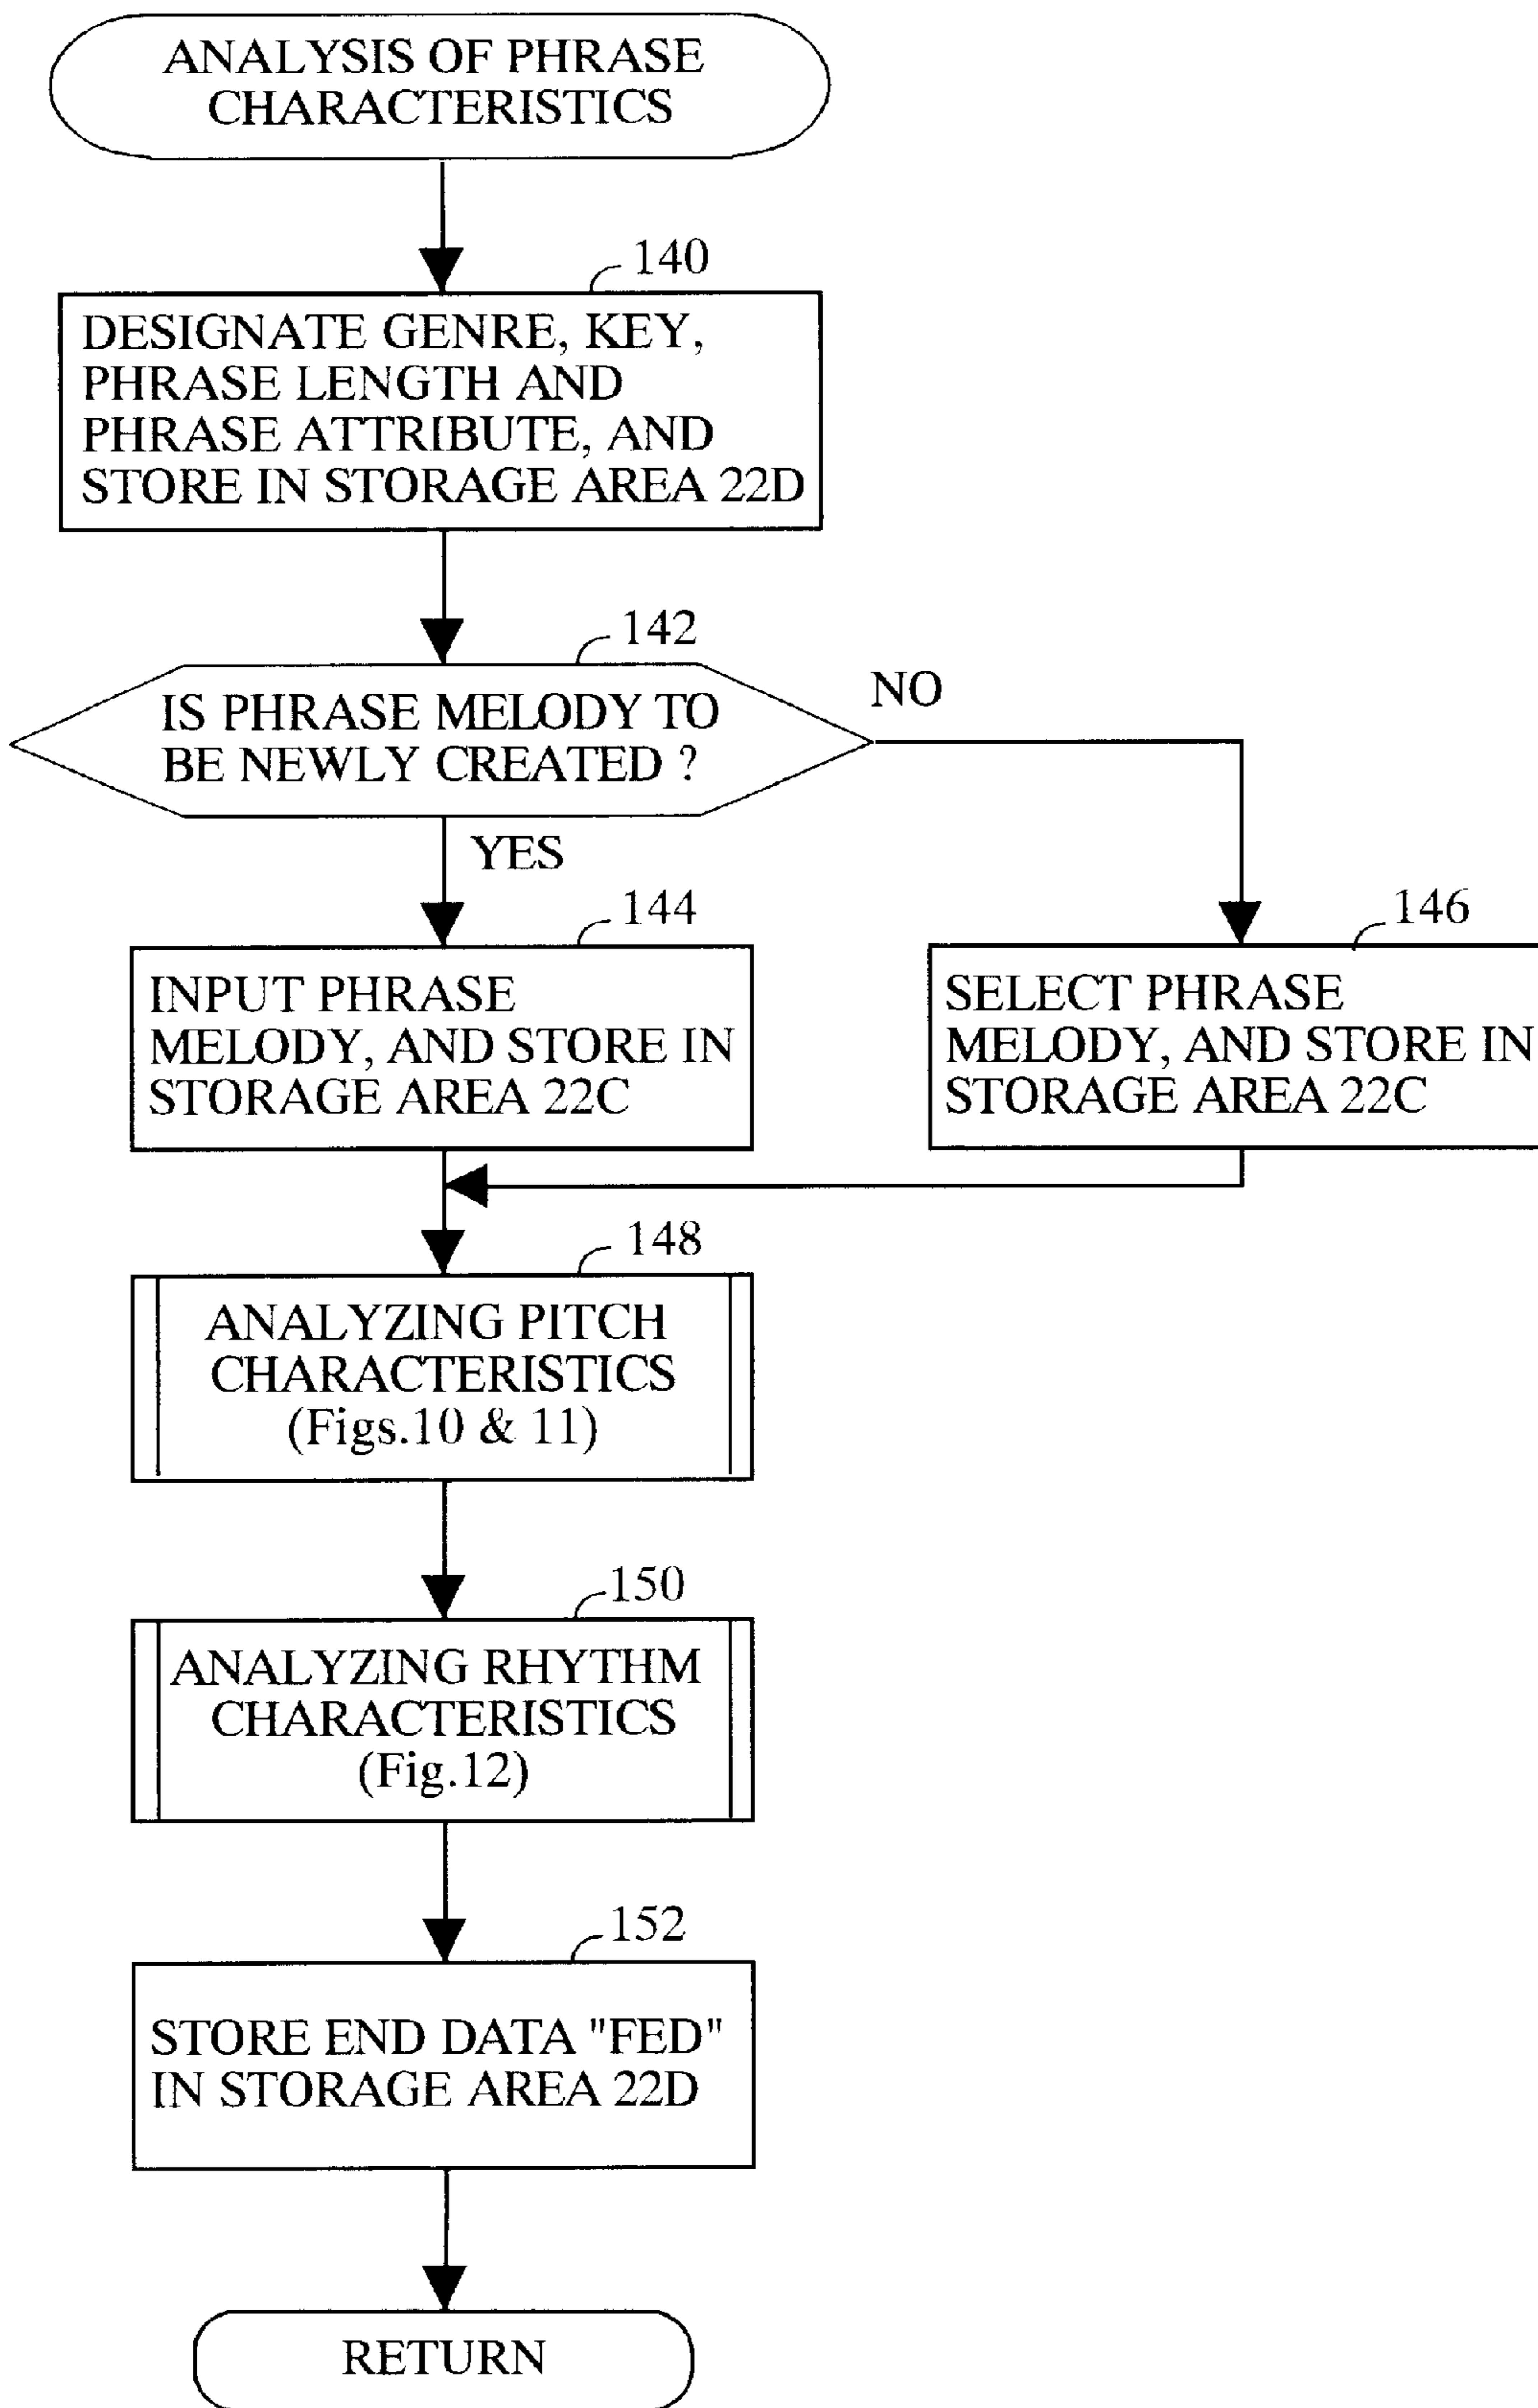 ANALYSIS OF PHRASE
CHARACTERISTICS
140
DESIGNATE GENRE, KEY,
PHRASE LENGTH AND
PHRASE ATTRIBUTE, AND
STORE IN STORAGE AREA 22D
142
IS PHRASE MELODY TO
BE NEWLY CREATED ?
NO
YES
144
INPUT PHRASE
MELODY, AND STORE IN
STORAGE AREA 22C
146
SELECT PHRASE
MELODY, AND STORE IN
STORAGE AREA 22C
148
ANALYZING PITCH
CHARACTERISTICS
(Figs.10 & 11)
150
ANALYZING RHYTHM
CHARACTERISTICS
(Fig.12)
152
STORE END DATA "FED"
IN STORAGE AREA 22D
RETURN